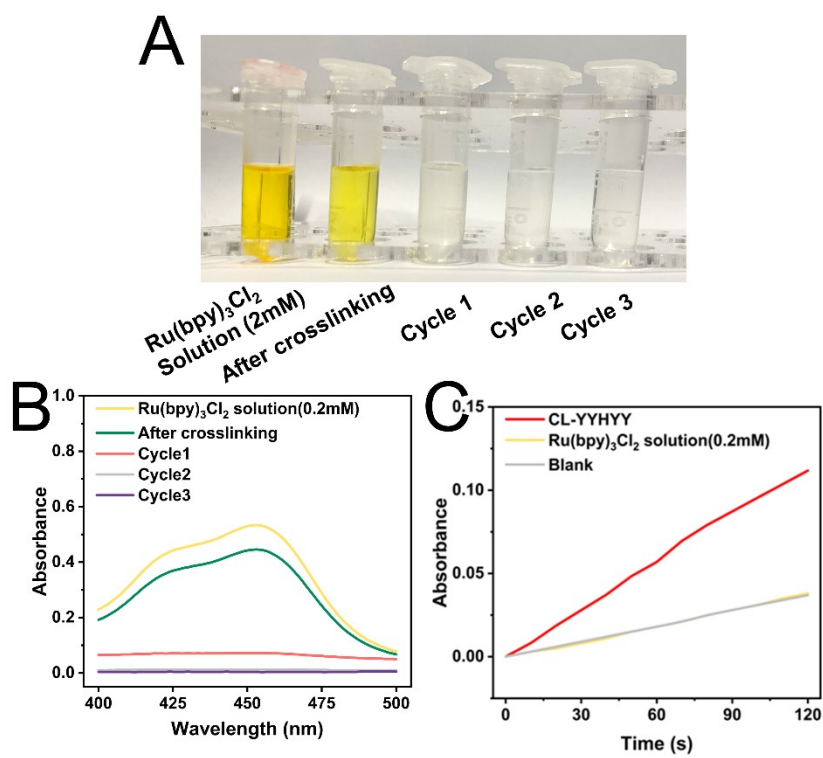 A
Ru(bpy)₃Cl₂
Solution (2mM)
After crosslinking
Cycle 1
Cycle 2
Cycle 3
B
1.0
0.8
0.6
0.4
0.2
0.0
Absorbance
Ru(bpy)₃Cl₂ solution(0.2mM)
After crosslinking
Cycle1
Cycle2
Cycle3
400
425
450
475
500
Wavelength (nm)
C
0.15
0.10
0.05
0.00
Absorbance
CL-YYHYY
Ru(bpy)₃Cl₂ solution(0.2mM)
Blank
0
30
60
90
120
Time (s)